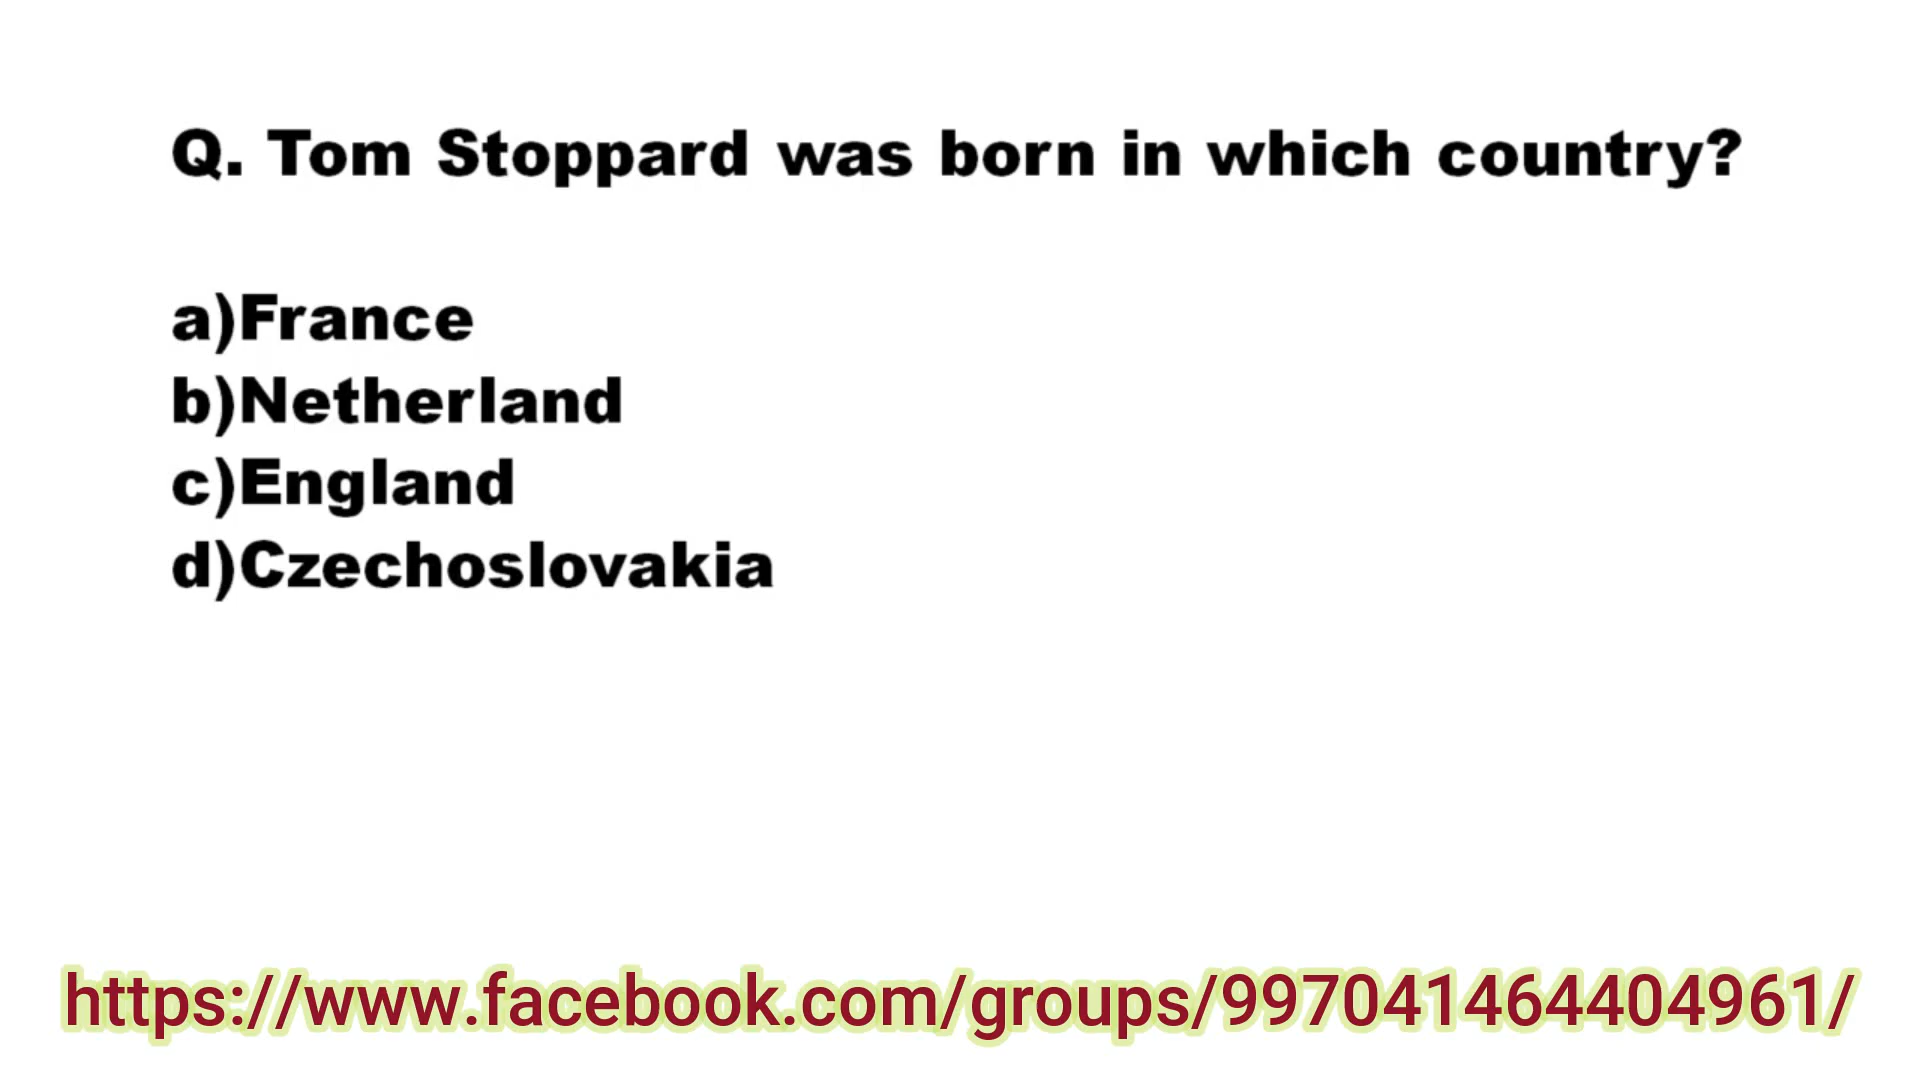 Q. Tom Stoppard was born in which country?
a)France
b)Netherland
c)England
d)Czechoslovakia
https://www.facebook.com/groups/997041464404961/